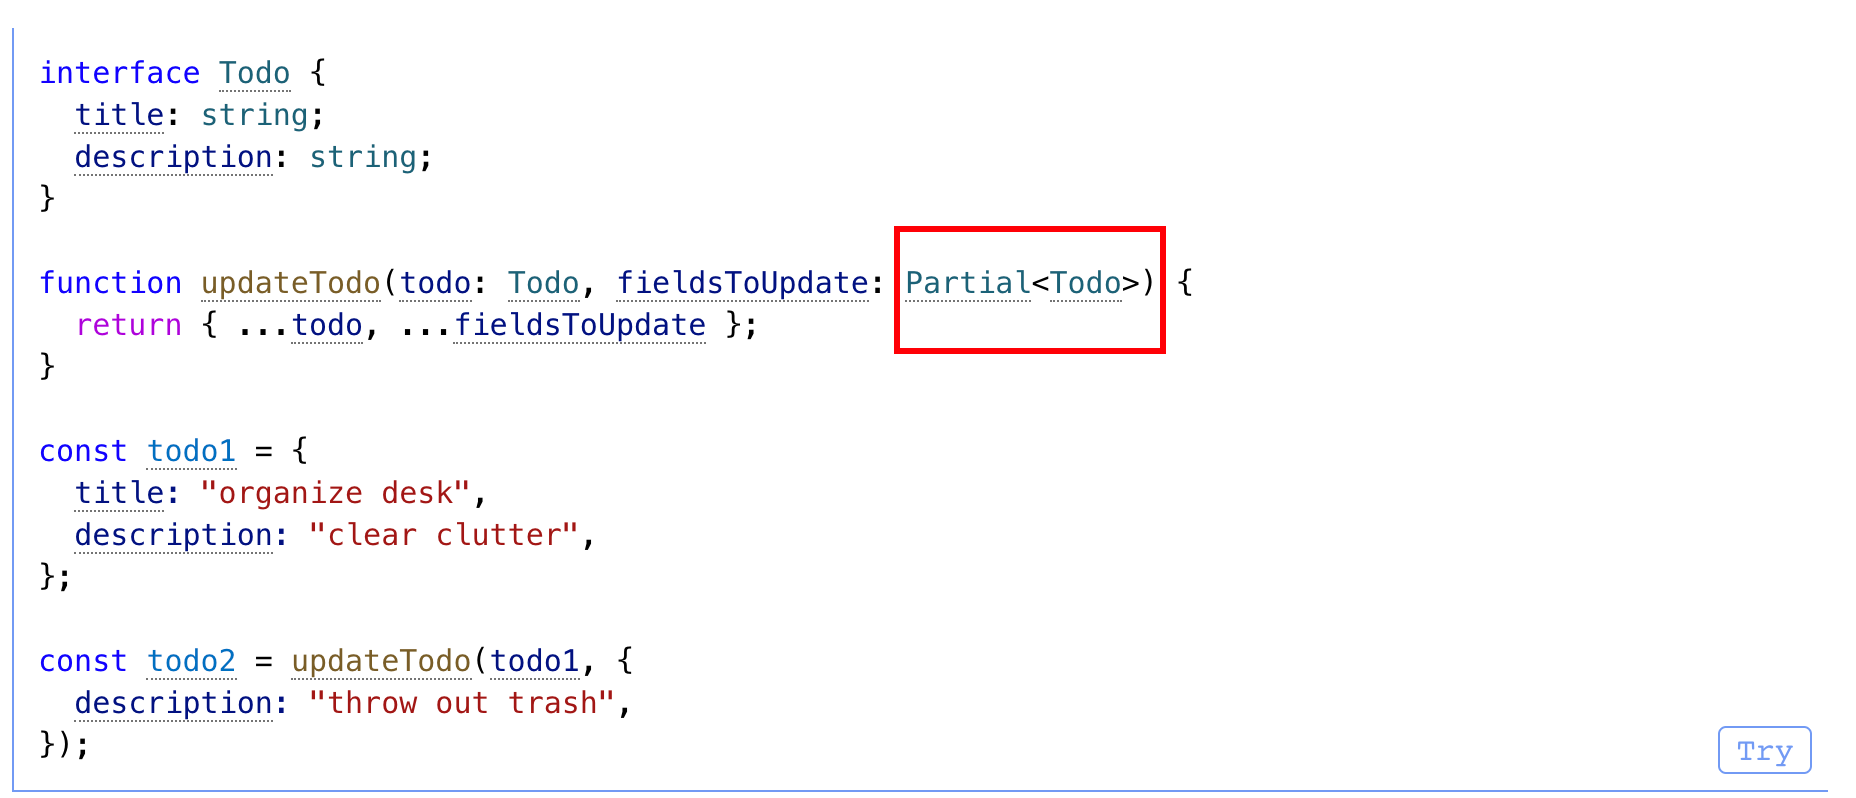 interface Todo {
  title: string;
  description: string;
}
function updateTodo(todo: Todo, fieldsToUpdate: Partial<Todo>) {
  return { ...todo, ...fieldsToUpdate };
}
const todo1 = {
  title: "organize desk",
  description: "clear clutter",
};
const todo2 = updateTodo(todo1, {
  description: "throw out trash",
});
Try